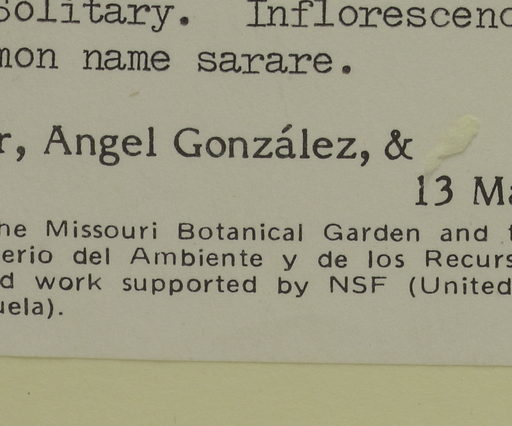 solitary. Inflorescenc
mon name sarare.
r, Angel González, &
13 Ma
he Missouri Botanical Garden and t
erio del Ambiente y de los Recurs
d work supported by NSF (United
uela).